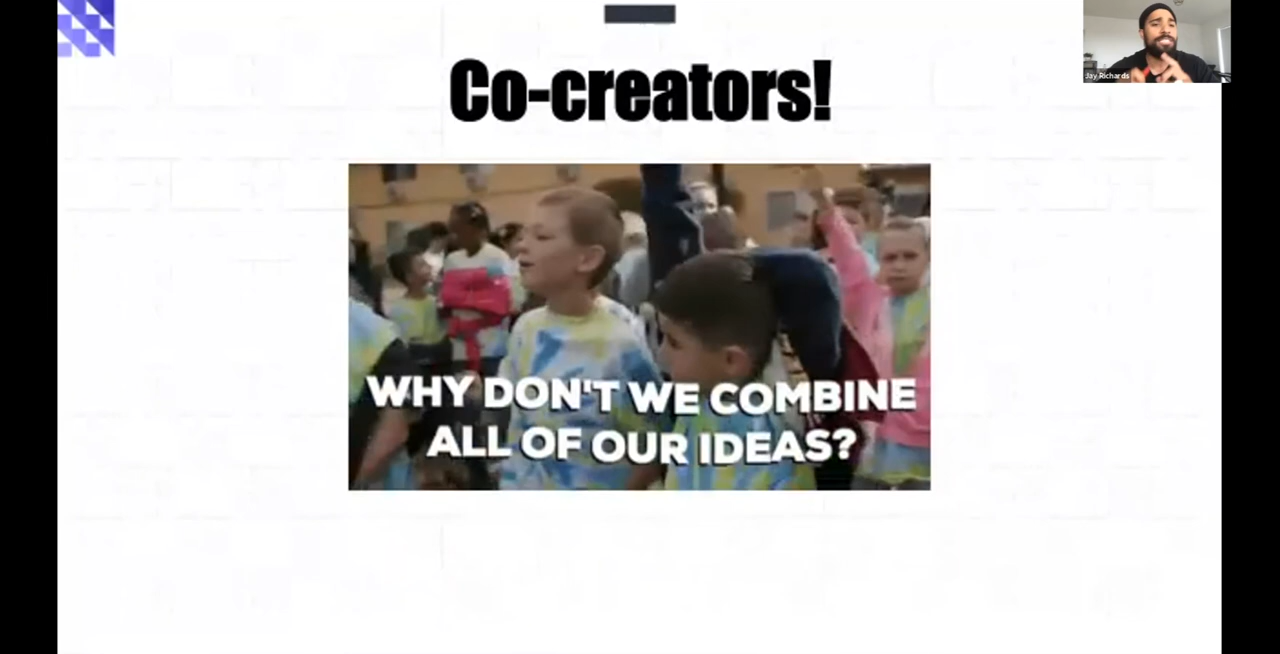 Co-creators!
Jay Richards
WHY DON'T WE COMBINE
ALL OF OUR IDEAS?